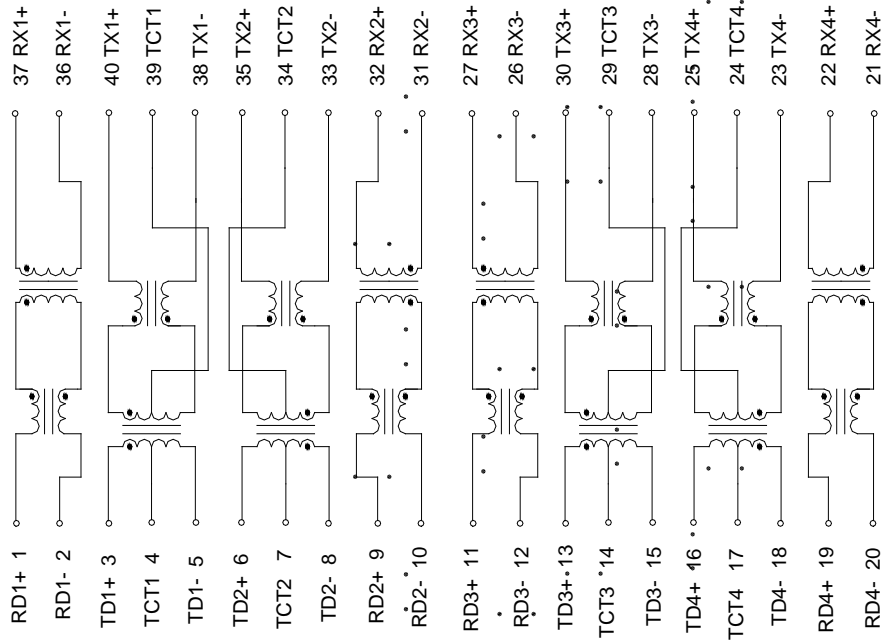 37 RX1+
36 RX1-
40 TX1+
39 TCT1
38 TX1-
35 TX2+
34 TCT2
33 TX2-
32 RX2+
31 RX2-
27 RX3+
26 RX3-
30 TX3+
29 TCT3
28 TX3-
25 TX4+
24 TCT4
23 TX4-
22 RX4+
21 RX4-
RD1+ 1
RD1- 2
TD1+ 3
TCT1 4
TD1- 5
TD2+ 6
TCT2 7
TD2- 8
RD2+ 9
RD2- 10
RD3+ 11
RD3- 12
TD3+ 13
TCT3 14
TD3- 15
TD4+ 16
TCT4 17
TD4- 18
RD4+ 19
RD4- 20